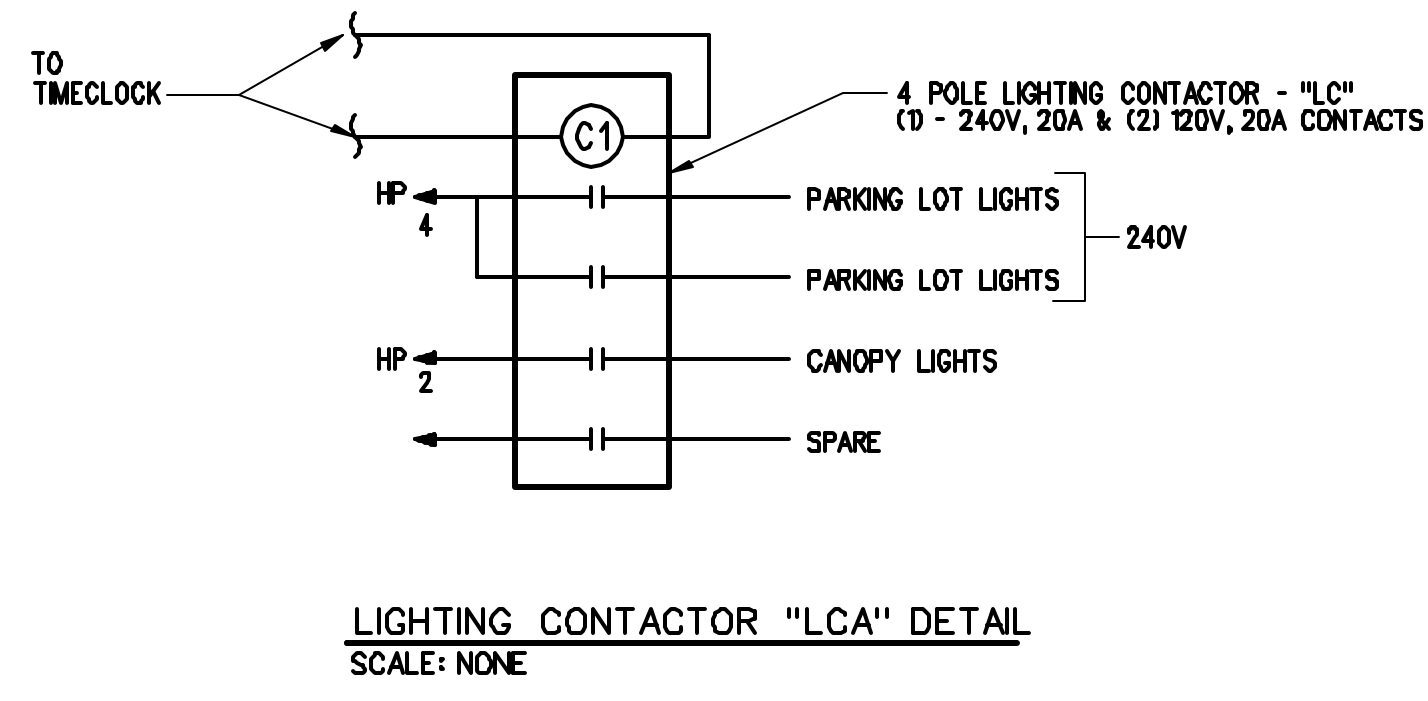 TO
TIMECLOCK
C1
4 POLE LIGHTING CONTACTOR - "LC"
(1) - 240V, 20A & (2) 120V, 20A CONTACTS
HP
4
PARKING LOT LIGHTS
240V
PARKING LOT LIGHTS
HP
2
CANOPY LIGHTS
SPARE
LIGHTING CONTACTOR "LCA" DETAIL
SCALE: NONE